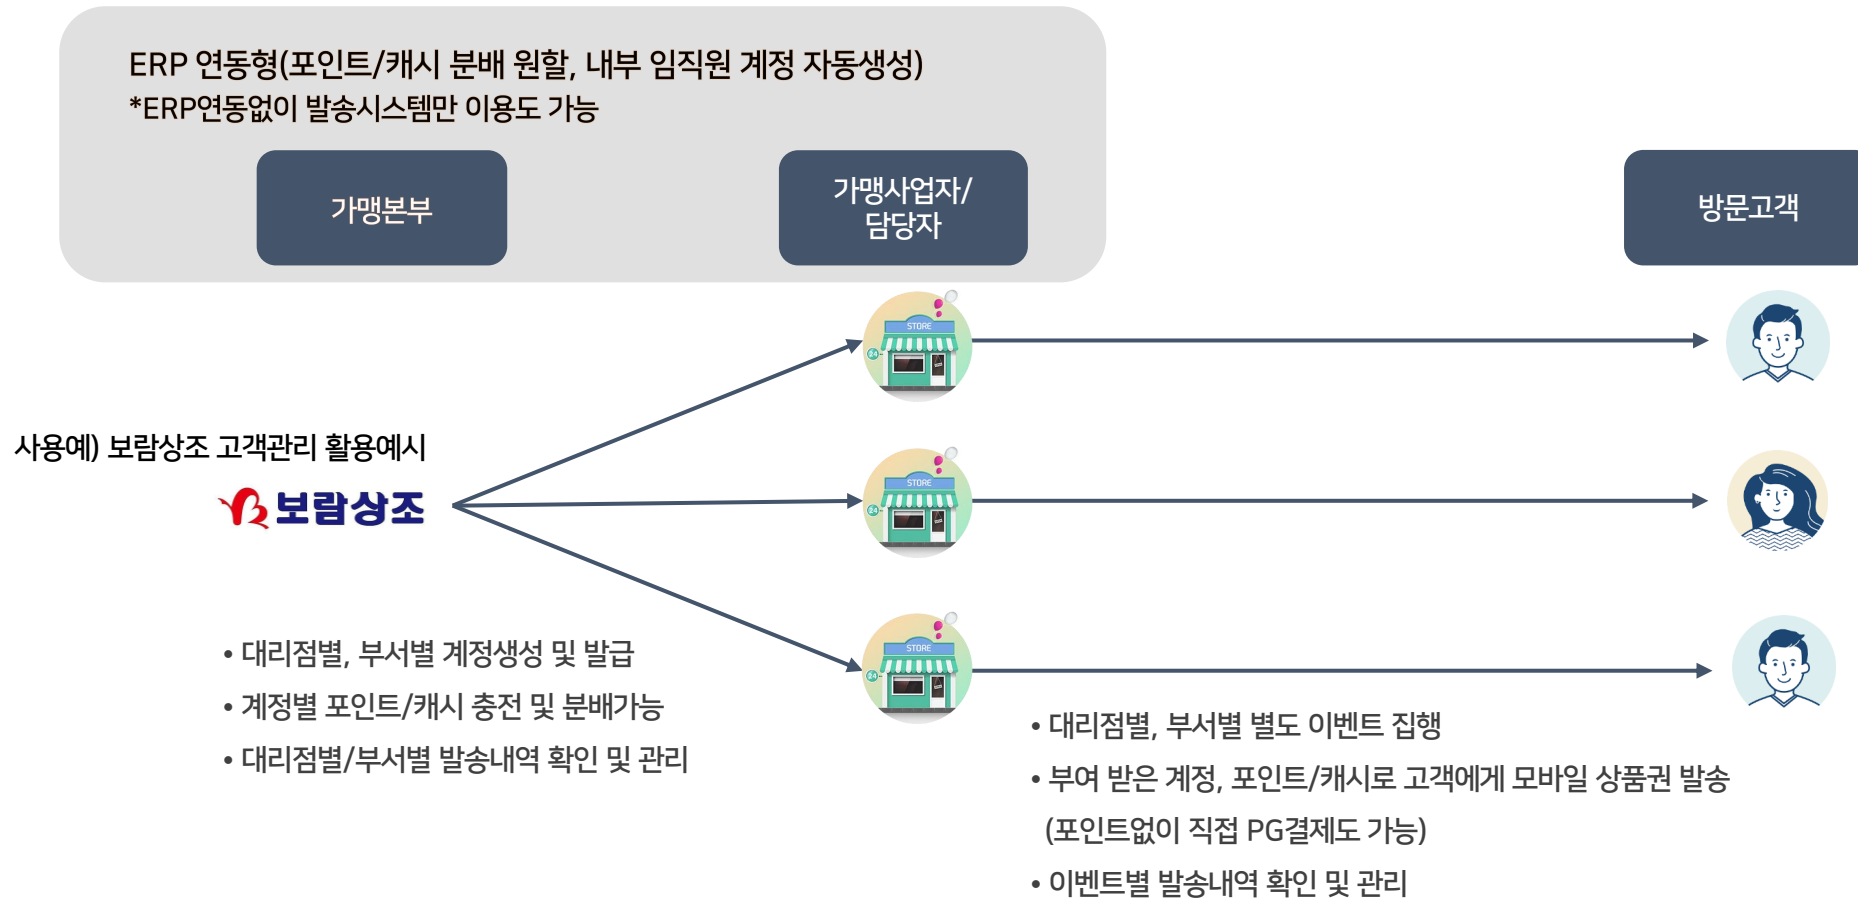 ERP 연동형(포인트/캐시 분배 원할, 내부 임직원 계정 자동생성)
*ERP연동없이 발송시스템만 이용도 가능
가맹본부
가맹사업자/
담당자
방문고객
STORE
24
사용예) 보람상조 고객관리 활용예시
STORE
24
보람상조
STORE
24
• 대리점별, 부서별 계정생성 및 발급
• 계정별 포인트/캐시 충전 및 분배가능
• 대리점별/부서별 발송내역 확인 및 관리
• 대리점별, 부서별 별도 이벤트 집행
• 부여 받은 계정, 포인트/캐시로 고객에게 모바일 상품권 발송
(포인트없이 직접 PG결제도 가능)
• 이벤트별 발송내역 확인 및 관리